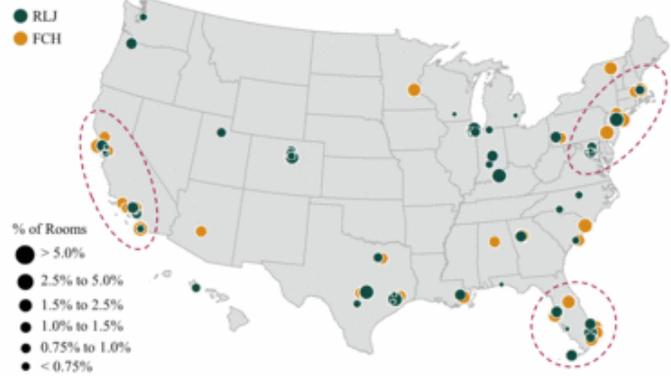 RLJ
FCH
% of Rooms
> 5.0%
2.5% to 5.0%
1.5% to 2.5%
1.0% to 1.5%
0.75% to 1.0%
< 0.75%